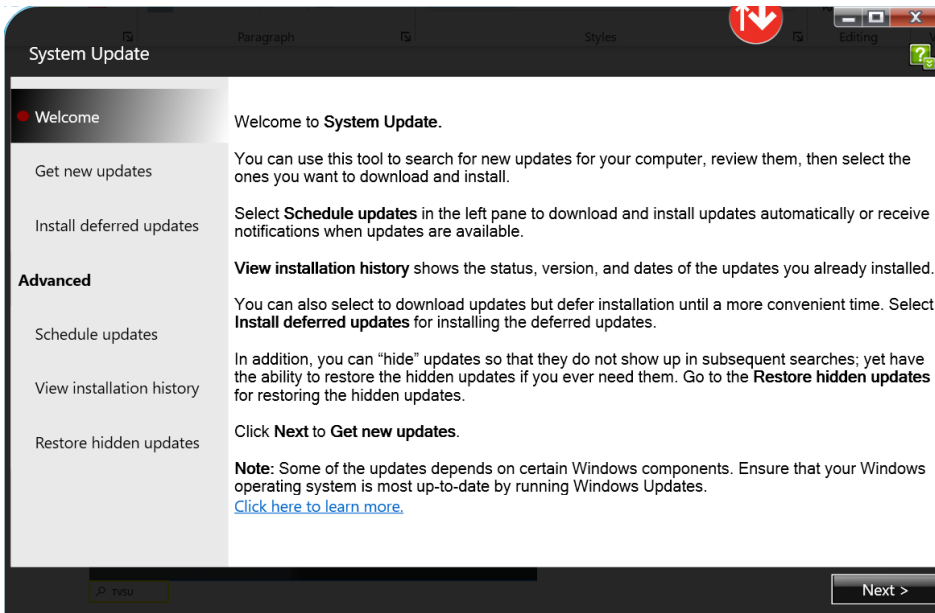 Paragraph
Styles
Editing
System Update
Welcome
Get new updates
Install deferred updates
Advanced
Schedule updates
View installation history
Restore hidden updates
Welcome to System Update.
You can use this tool to search for new updates for your computer, review them, then select the
ones you want to download and install.
Select Schedule updates in the left pane to download and install updates automatically or receive
notifications when updates are available.
View installation history shows the status, version, and dates of the updates you already installed.
You can also select to download updates but defer installation until a more convenient time. Select
Install deferred updates for installing the deferred updates.
In addition, you can “hide” updates so that they do not show up in subsequent searches; yet have
the ability to restore the hidden updates if you ever need them. Go to the Restore hidden updates
for restoring the hidden updates.
Click Next to Get new updates.
Note: Some of the updates depends on certain Windows components. Ensure that your Windows
operating system is most up-to-date by running Windows Updates.
Click here to learn more.
TVSU
Next >